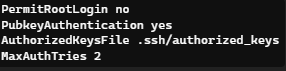 PermitRootLogin no
PubkeyAuthentication yes
AuthorizedKeysFile .ssh/authorized_keys
MaxAuthTries 2